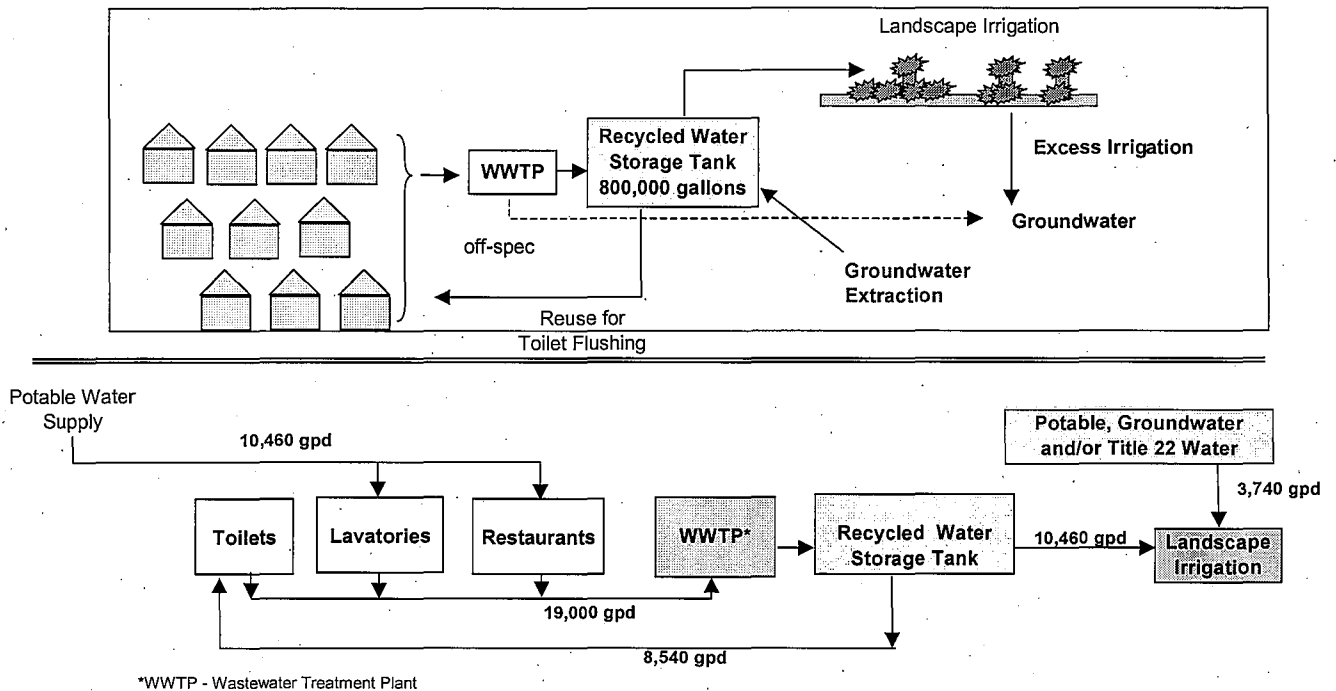 Landscape Irrigation
Recycled Water
Storage Tank
800,000 gallons
WWTP
Excess Irrigation
Groundwater
off-spec
Groundwater
Extraction
Reuse for
Toilet Flushing
Potable Water
Supply
10,460 gpd
Potable, Groundwater
and/or Title 22 Water
3,740 gpd
Toilets
Lavatories
Restaurants
WWTP*
Recycled Water
Storage Tank
10,460 gpd
Landscape
Irrigation
19,000 gpd
8,540 gpd
*WWTP - Wastewater Treatment Plant